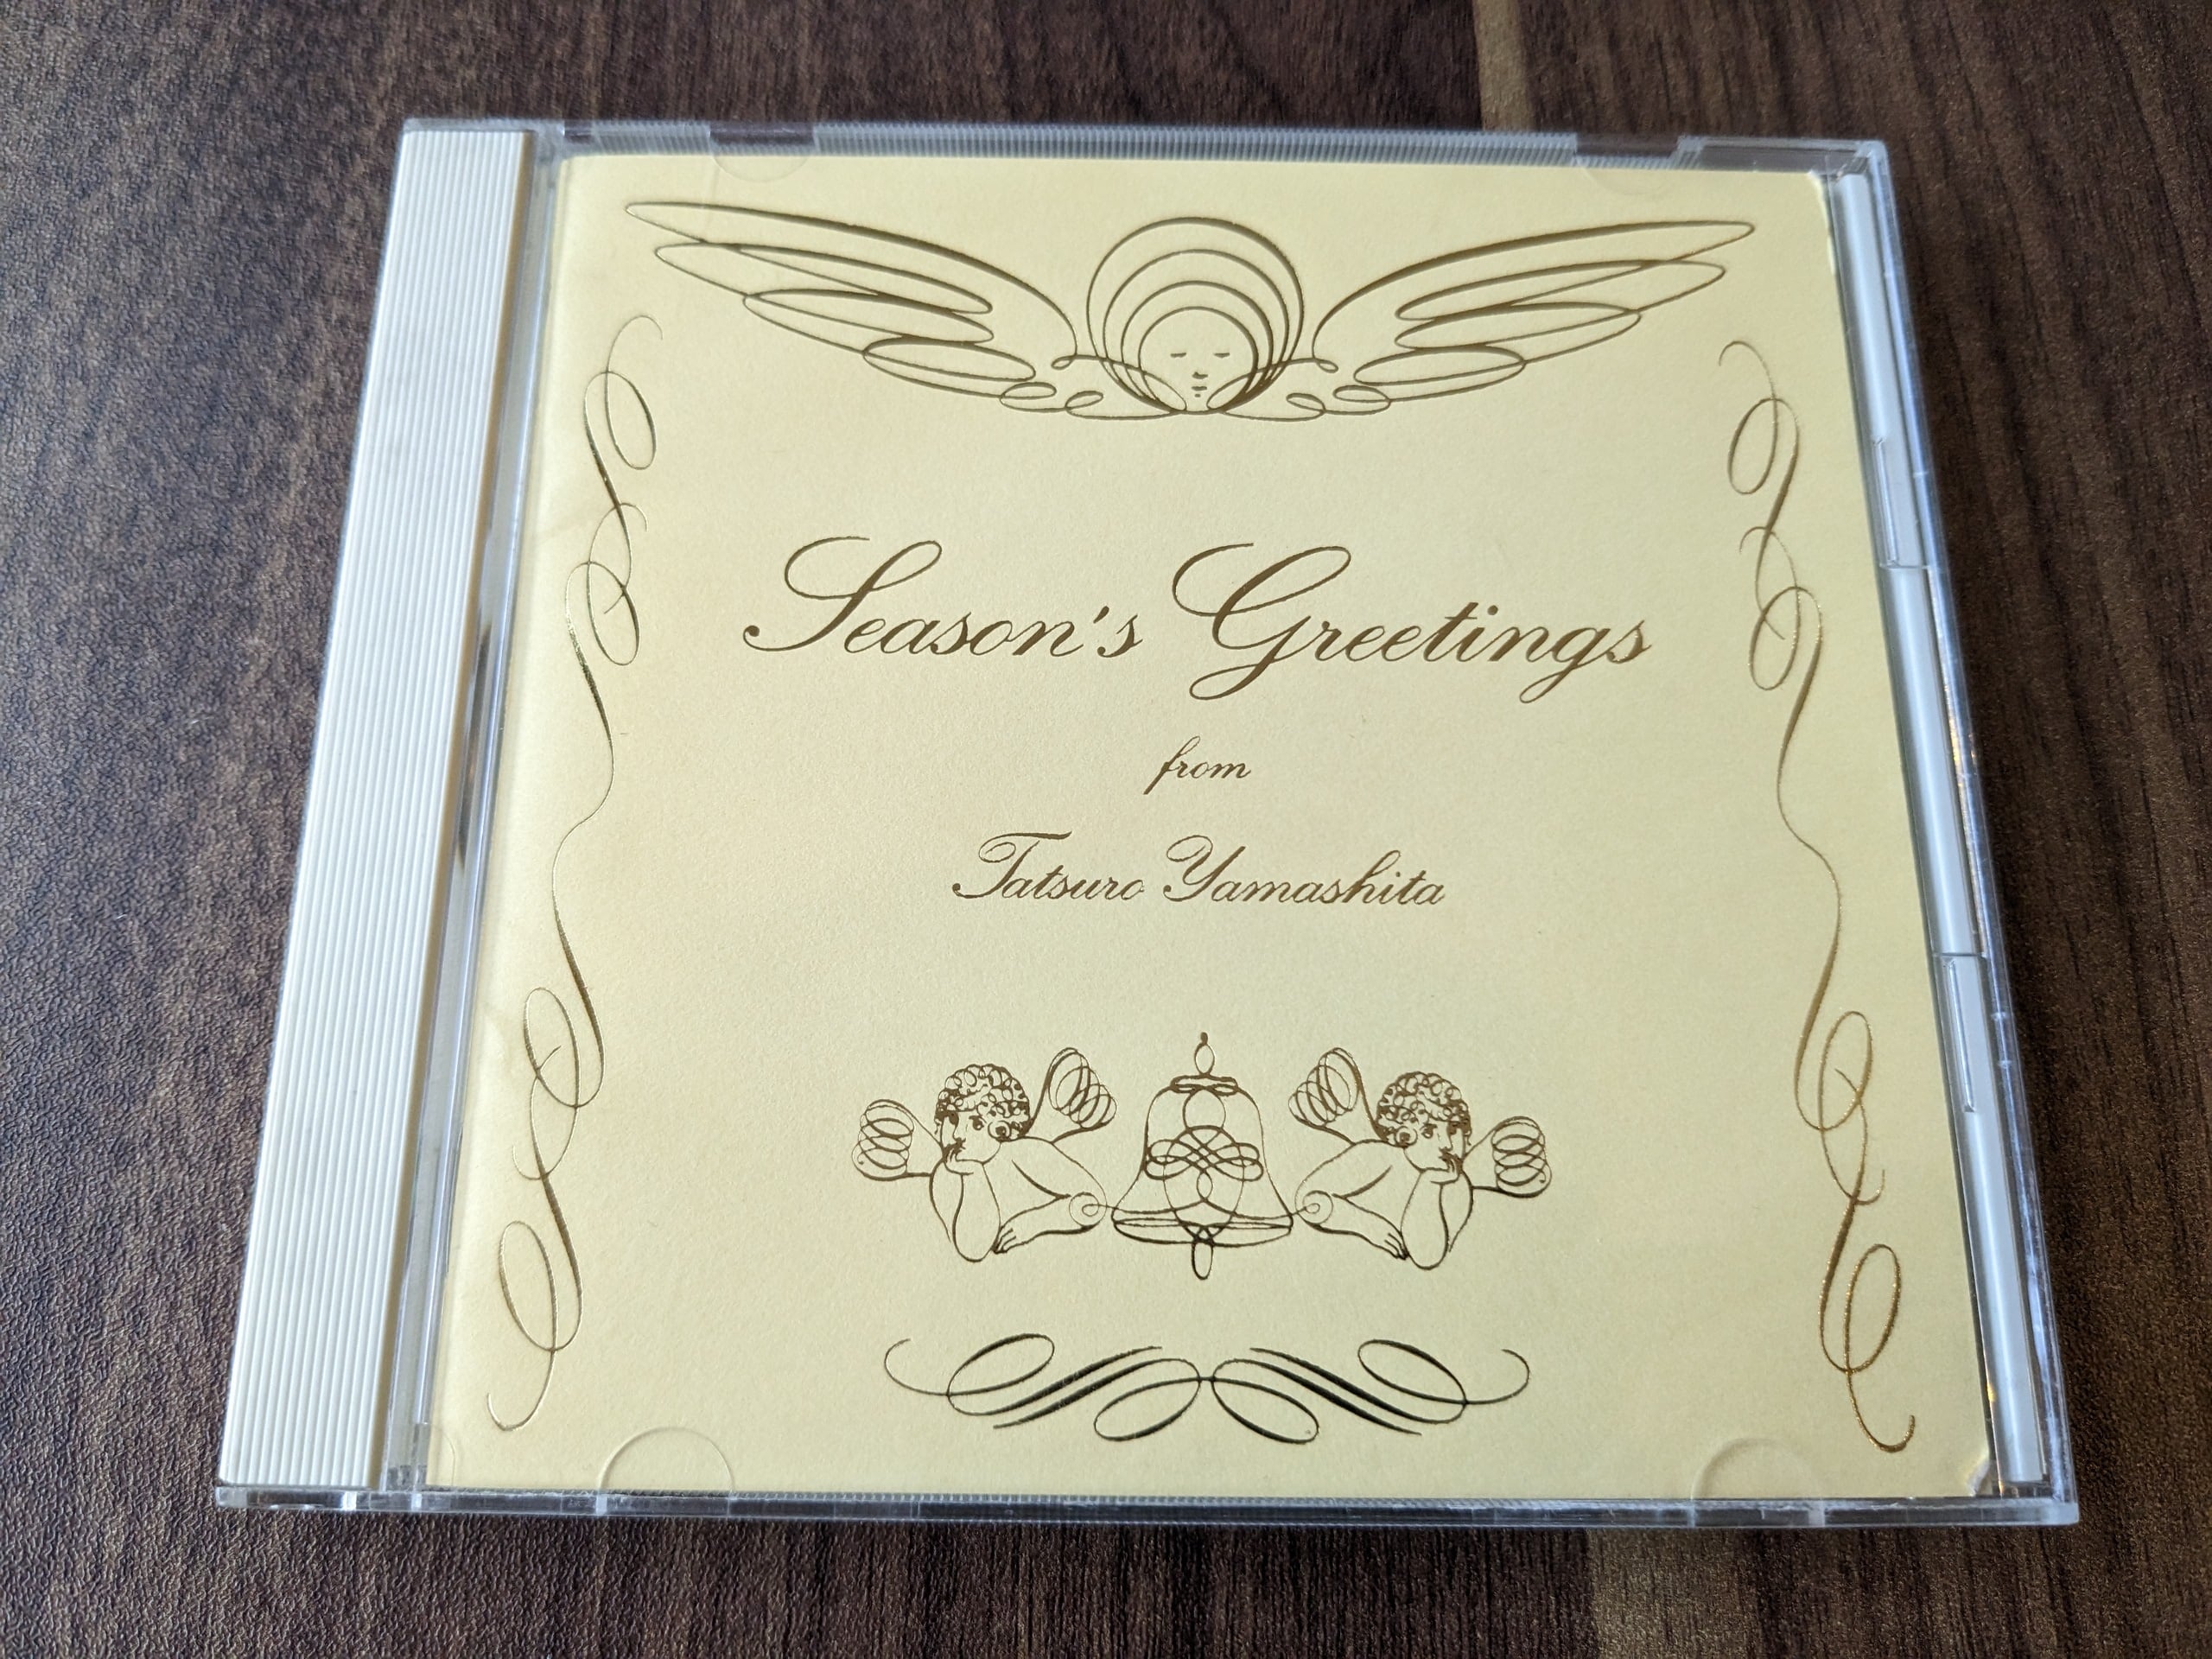 Season's Greetings
from
Tatsuro Yamashita